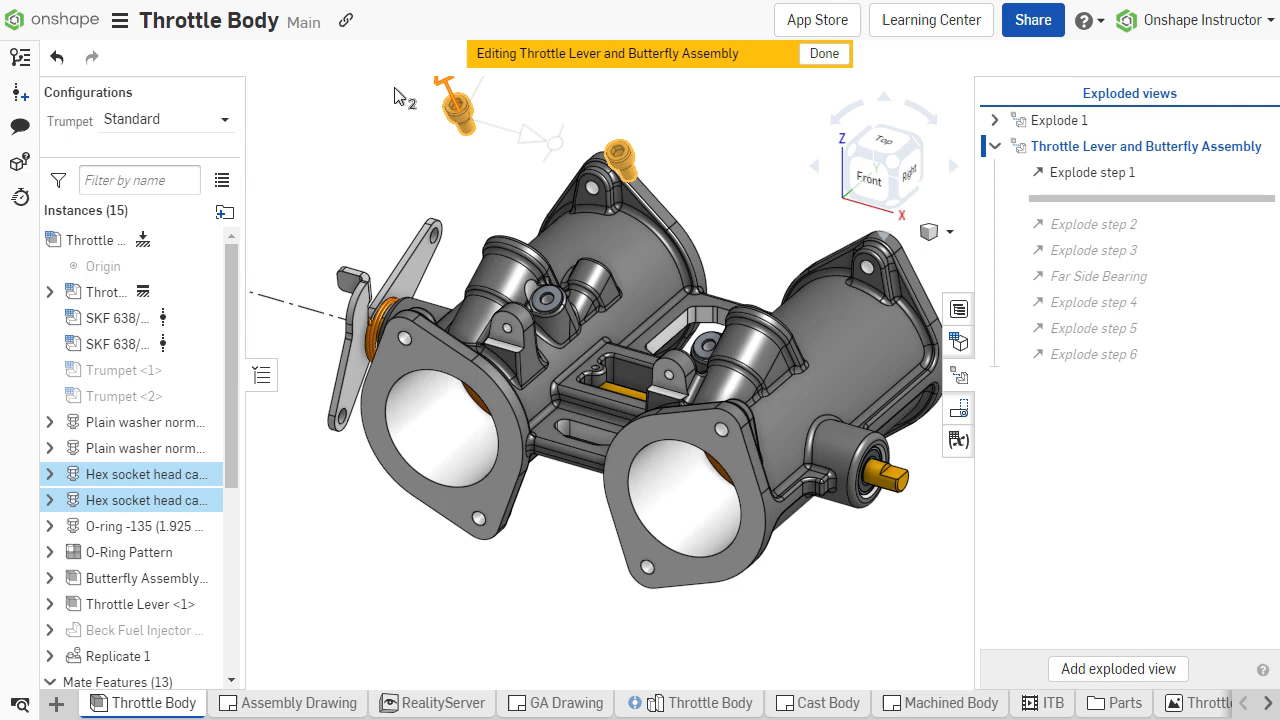 onshape
Throttle Body
Main
App Store
Learning Center
Share
Onshape Instructor
Editing Throttle Lever and Butterfly Assembly
Done
Configurations
Trumpet
Standard
Filter by name
Instances (15)
Throttle ...
Origin
Throt...
SKF 638/...
SKF 638/...
Trumpet <1>
Trumpet <2>
Plain washer norm...
Plain washer norm...
Hex socket head ca...
Hex socket head ca...
O-ring -135 (1.925 ...
O-Ring Pattern
Butterfly Assembly...
Throttle Lever <1>
Beck Fuel Injector ...
Replicate 1
Mate Features (13)
2
Z
Top
Y
Front
Right
X
Exploded views
Explode 1
Throttle Lever and Butterfly Assembly
Explode step 1
Explode step 2
Explode step 3
Far Side Bearing
Explode step 4
Explode step 5
Explode step 6
Add exploded view
Throttle Body
Assembly Drawing
RealityServer
GA Drawing
Throttle Body
Cast Body
Machined Body
ITB
Parts
Throttl